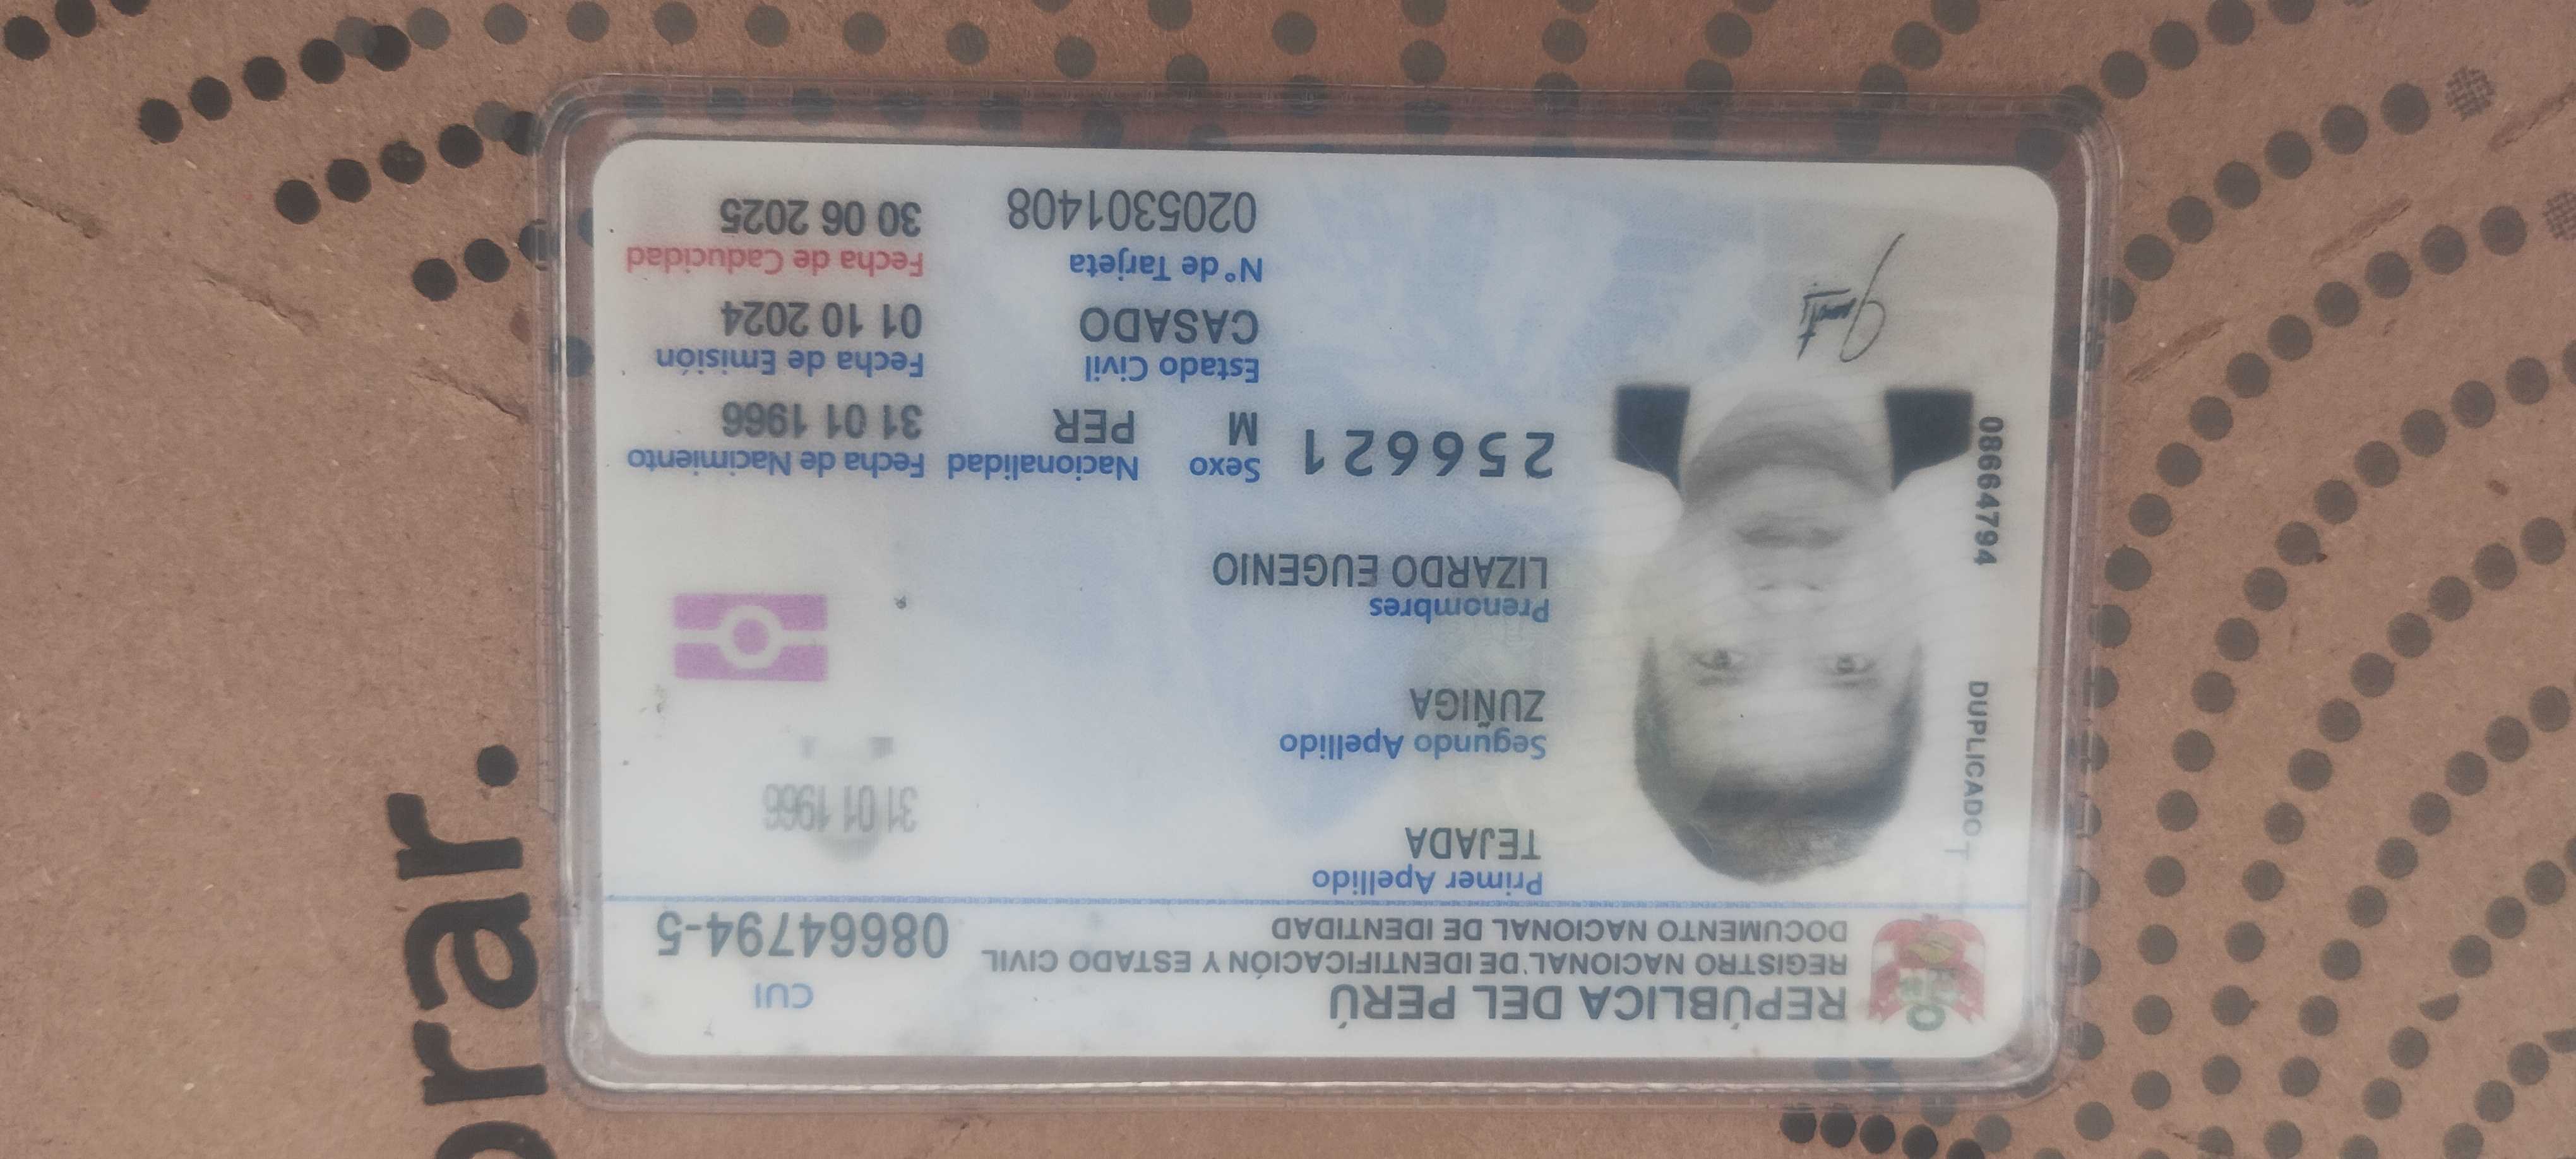 REPÚBLICA DEL PERÚ
REGISTRO NACIONAL DE IDENTIFICACIÓN Y ESTADO CIVIL
DOCUMENTO NACIONAL DE IDENTIDAD
CUI
08664794-5
Primer Apellido
TEJADA
Segundo Apellido
ZUÑIGA
Prenombres
LIZARDO EUGENIO
31 01 1966
256621
Sexo Nacionalidad Fecha de Nacimiento
M PER 31 01 1966
Estado Civil Fecha de Emisión
CASADO 01 10 2024
N° de Tarjeta Fecha de Caducidad
0205301408 30 06 2025
DUPLICADO T
08664794
rar.